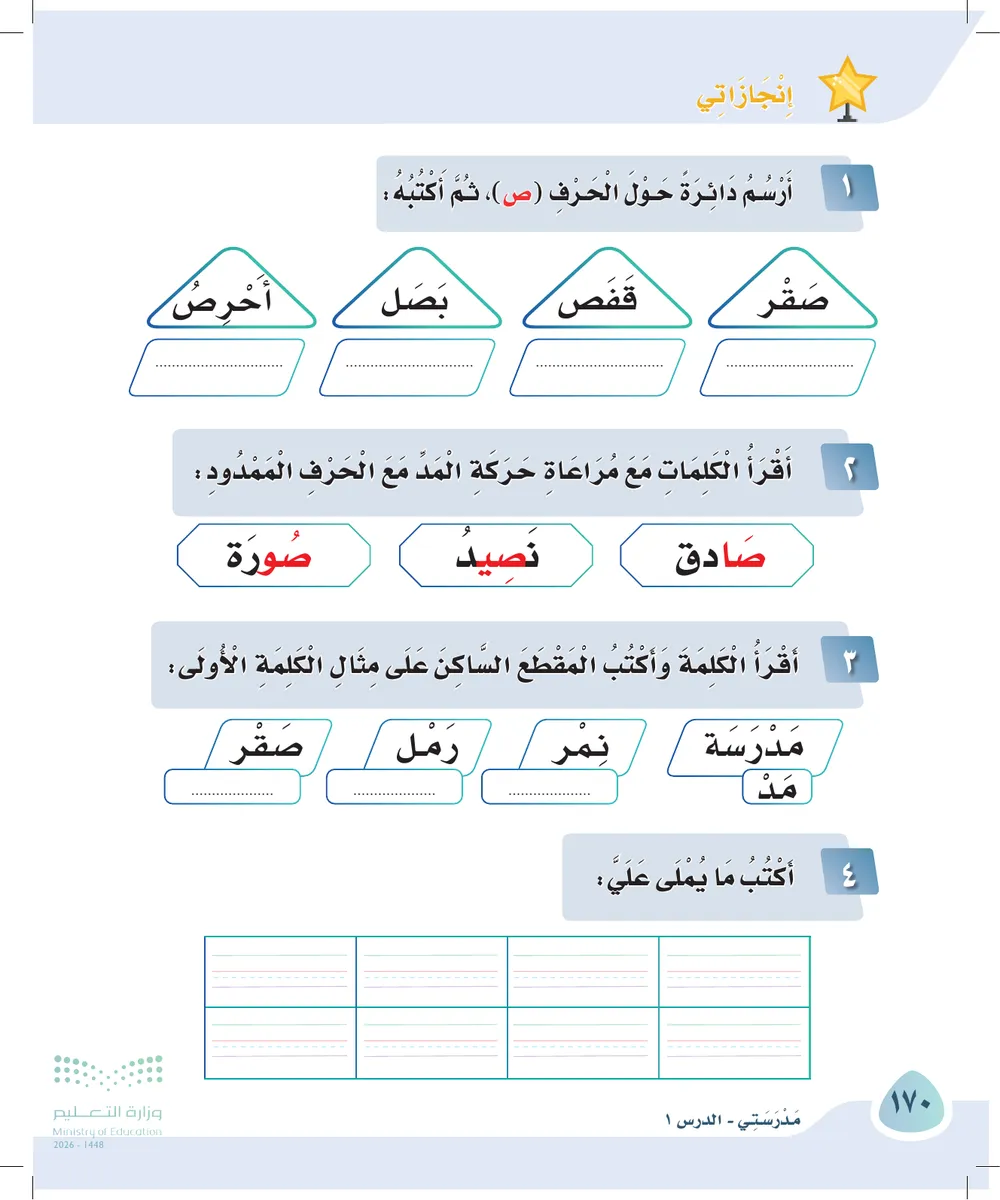 إِنْجَازَاتِي
١ أَرْسُمُ دَائِرَةً حَوْلَ الْحَرْفِ (ص)، ثُمَّ أَكْتُبُهُ:
صَقْر قَفَص بَصَل أَحْرِصُ
٢ أَقْرَأُ الْكَلِمَاتِ مَعَ مُرَاعَاةِ حَرَكَةِ الْمَدِّ مَعَ الْحَرْفِ الْمَمْدُودِ:
صَادق نَصِيدُ صُورَة
٣ أَقْرَأُ الْكَلِمَةَ وَأَكْتُبُ الْمَقْطَعَ السَّاكِنَ عَلَى مِثَالِ الْكَلِمَةِ الْأُولَى:
مَدْرَسَة نِمْر رَمْل صَقْر
مَدْ
٤ أَكْتُبُ مَا يُمْلَى عَلَيَّ:
وزارة التعليم
Ministry of Education
2026 - 1448
مَدْرَسَتِي - الدرس ١
١٧٠